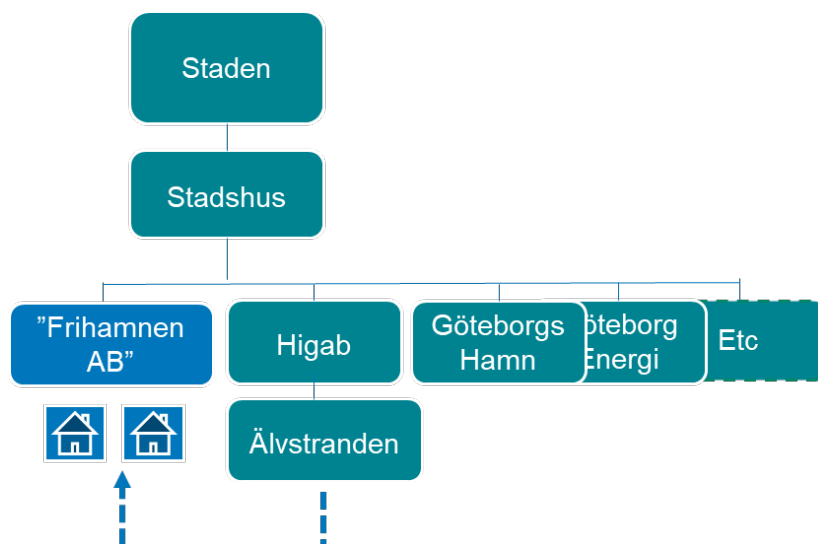 Staden
Stadshus
”Frihamnen
AB”
Higab
Göteborgs
Hamn
öteborg
Energi
Etc
Älvstranden